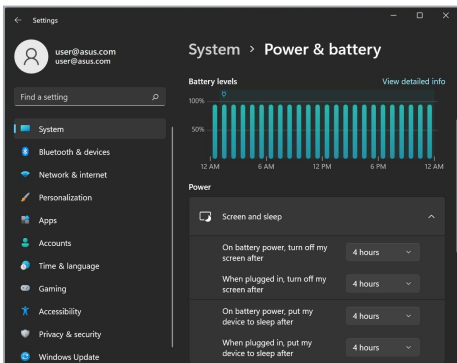 Settings
user@asus.com
user@asus.com
Find a setting
System
Bluetooth & devices
Network & internet
Personalization
Apps
Accounts
Time & language
Gaming
Accessibility
Privacy & security
Windows Update
System > Power & battery
Battery levels
View detailed info
100%
50%
12 AM 6 AM 12 PM 6 PM 12 AM
Power
Screen and sleep
On battery power, turn off my
screen after
4 hours
When plugged in, turn off my
screen after
4 hours
On battery power, put my
device to sleep after
4 hours
When plugged in, put my
device to sleep after
4 hours